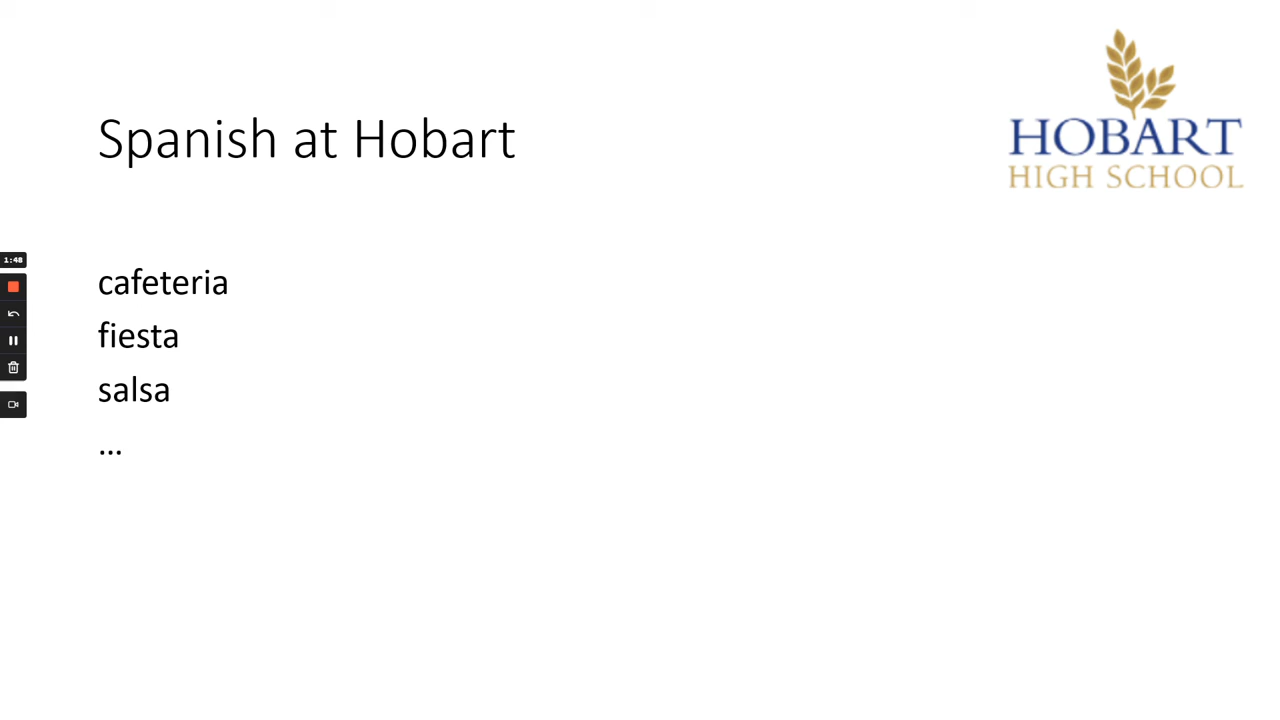 Spanish at Hobart
HOBART
HIGH SCHOOL
1:48
cafeteria
fiesta
salsa
...